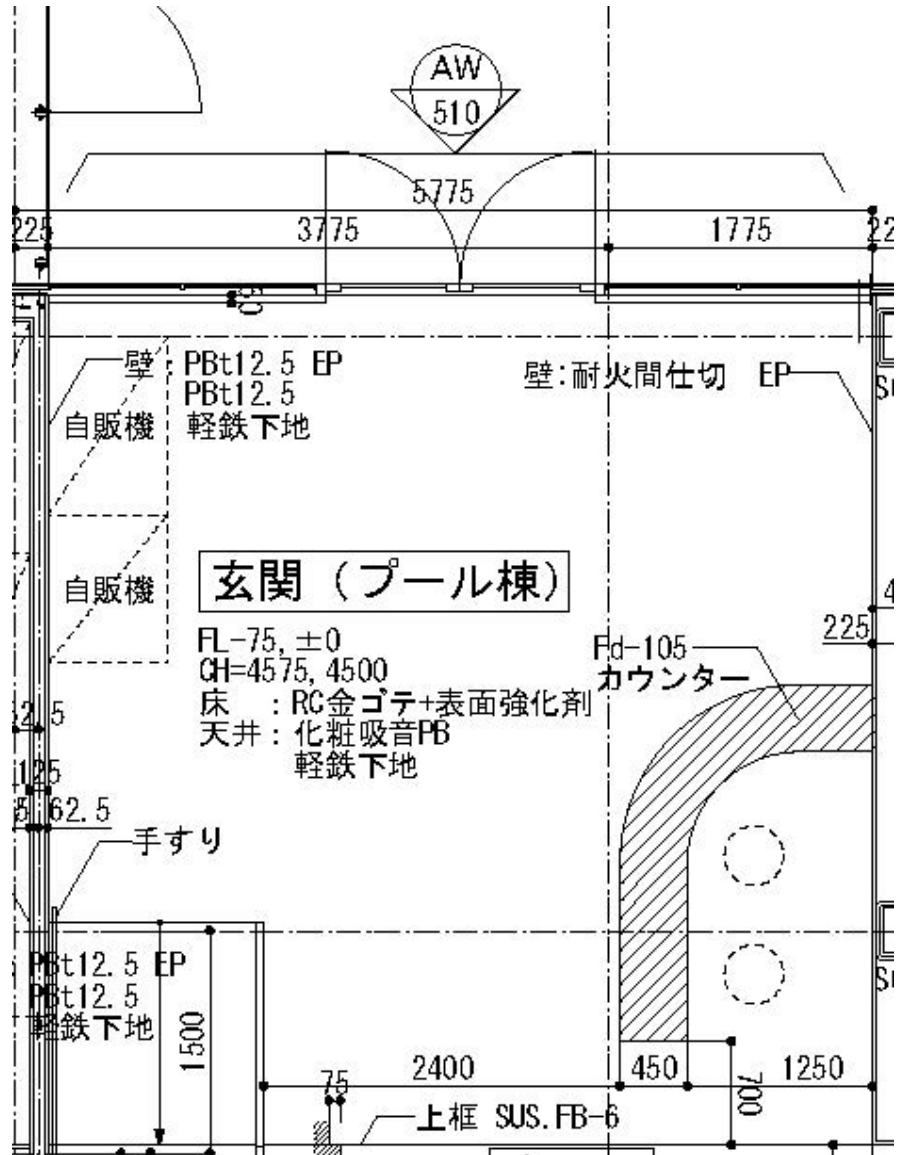 AW
510
5775
225
3775
1775
壁:PBt12.5 EP
PBt12.5
軽鉄下地
壁:耐火間仕切 EP
自販機
自販機
玄関(プール棟)
FL-75,±0
CH=4575,4500
床 :RC金ゴテ+表面強化剤
天井:化粧吸音PB
軽鉄下地
225
Fd-105
カウンター
125
62.5
手すり
PBt12.5 EP
PBt12.5
軽鉄下地
1500
2400
450
1250
700
75
上框 SUS.FB-6